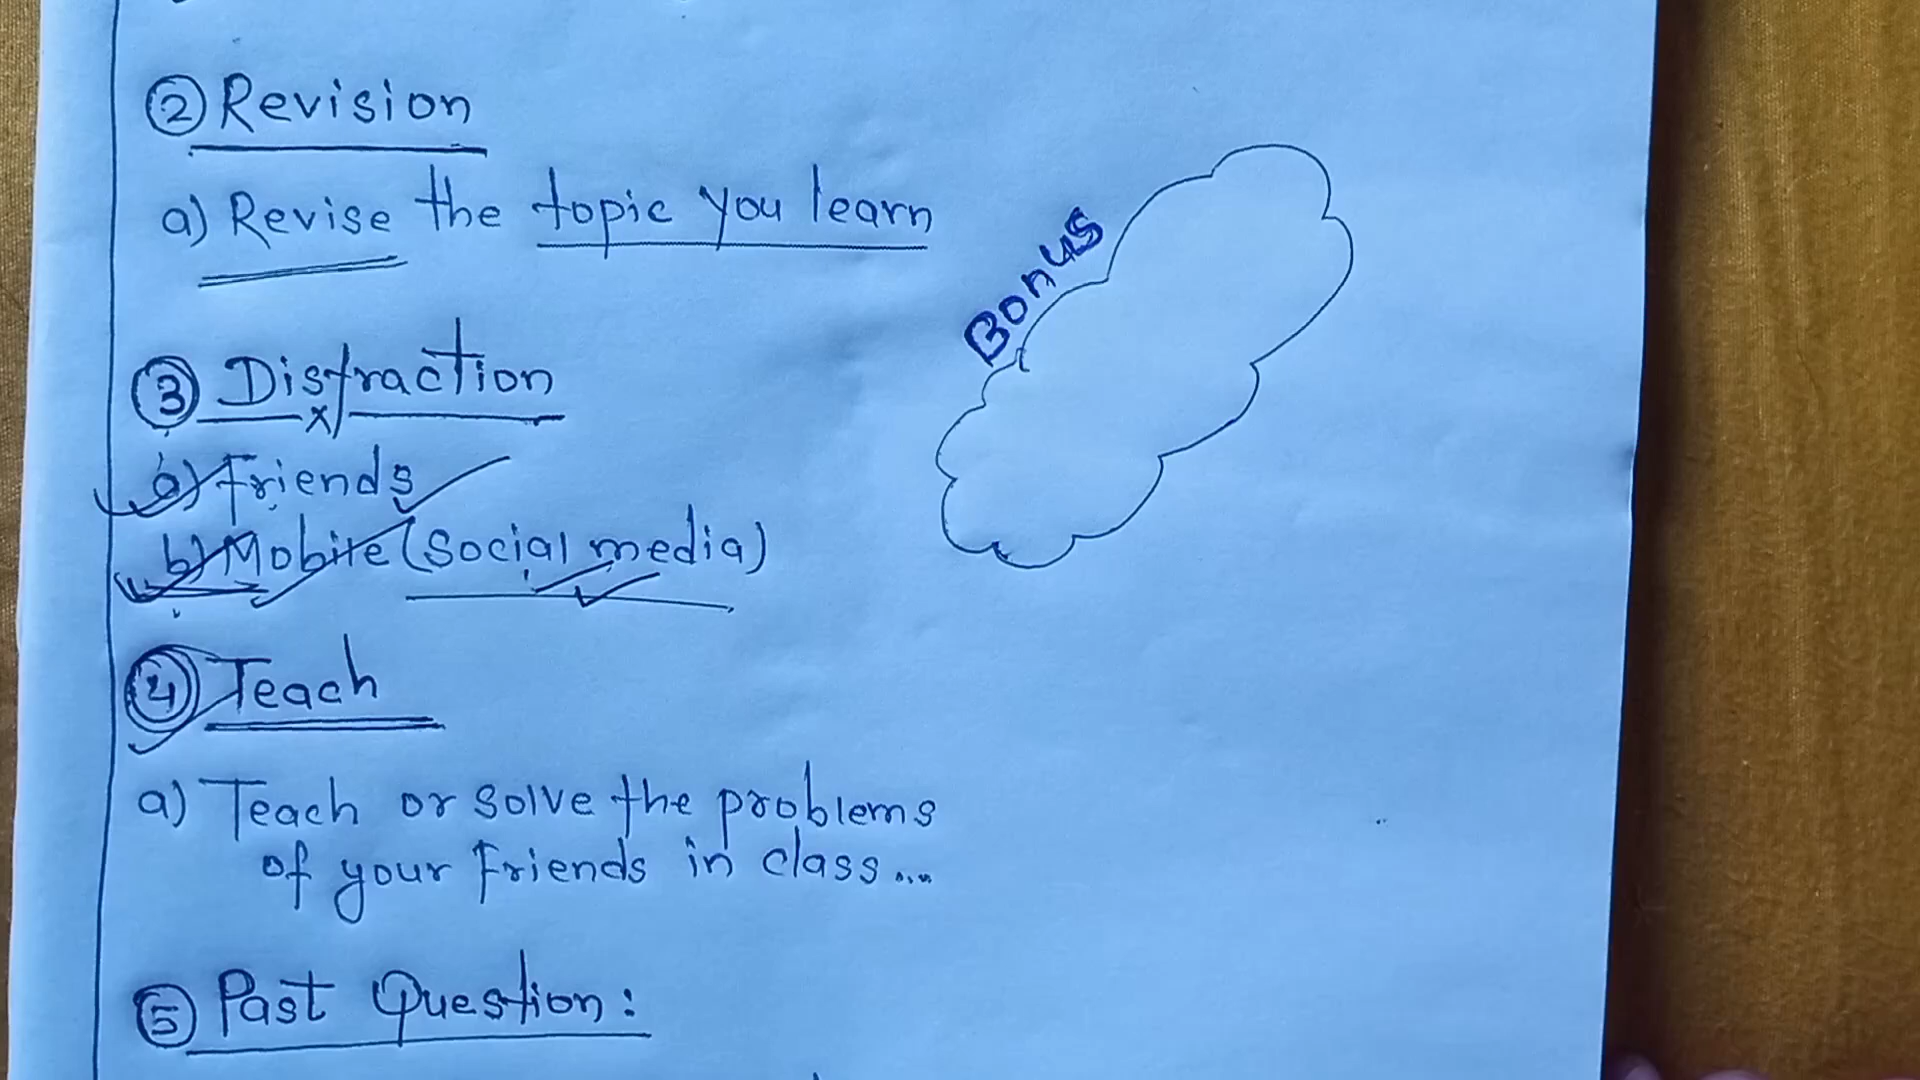 ② Revision
a) Revise the topic you learn
Bonus
③ Distraction
a) Friends
b) Mobile (Social media)
④ Teach
a) Teach or solve the problems
of your Friends in class....
⑤ Past Question: